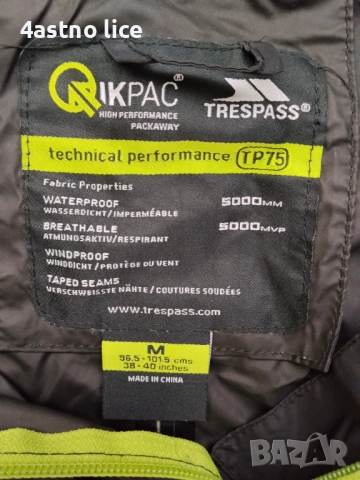 4astno lice
QIKPAC®
HIGH PERFORMANCE
PACKAWAY
TRESPASS®
technical performance TP75
Fabric Properties
WATERPROOF 5000MM
WASSERDICHT/IMPERMÉABLE
BREATHABLE 5000MVP
ATMUNGSAKTIV/RESPIRANT
WINDPROOF
WINDDICHT/PROTÈGE DU VENT
TAPED SEAMS
VERSCHWEISSTE NÄHTE/COUTURES SOUDÉES
www.trespass.com
M
96.5-101.5 cms
38-40 inches
MADE IN CHINA
BAZAR